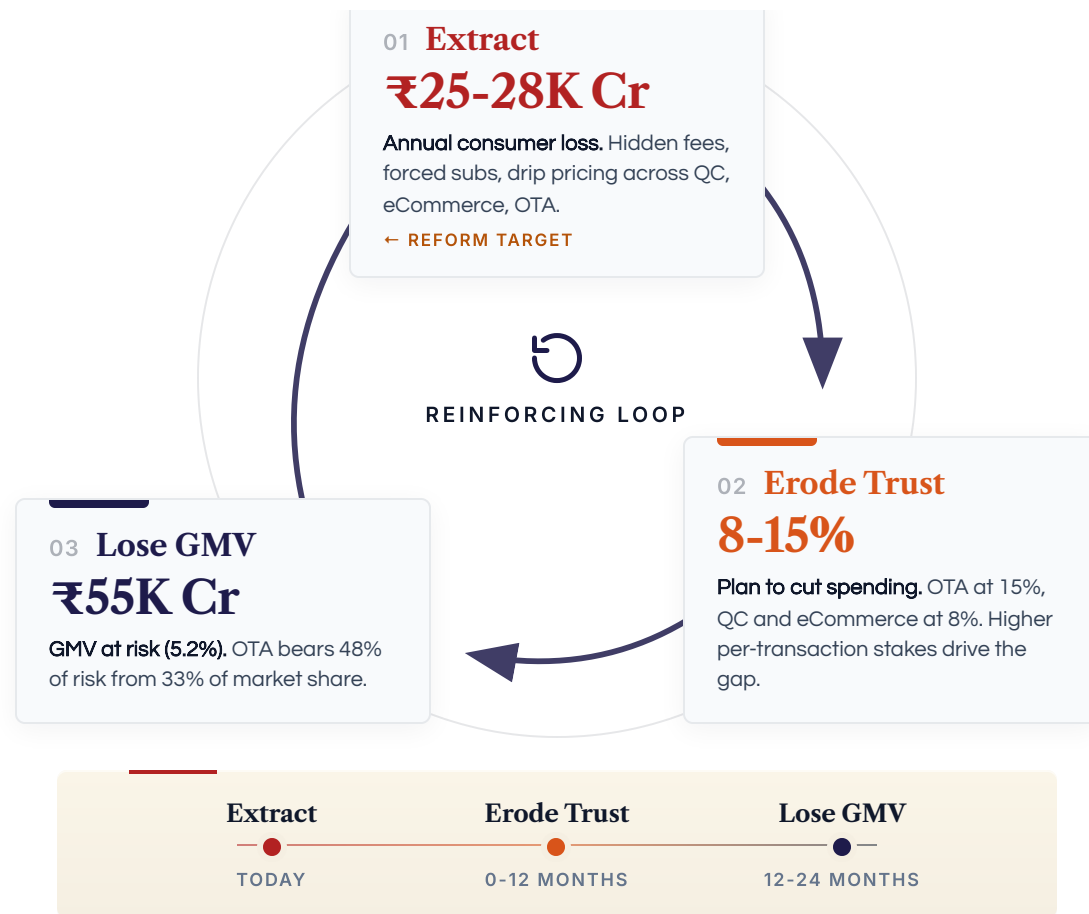 01 Extract
₹25-28K Cr
Annual consumer loss. Hidden fees,
forced subs, drip pricing across QC,
eCommerce, OTA.
← REFORM TARGET
REINFORCING LOOP
02 Erode Trust
8-15%
Plan to cut spending. OTA at 15%,
QC and eCommerce at 8%. Higher
per-transaction stakes drive the
gap.
03 Lose GMV
₹55K Cr
GMV at risk (5.2%). OTA bears 48%
of risk from 33% of market share.
Extract Erode Trust Lose GMV
TODAY 0-12 MONTHS 12-24 MONTHS